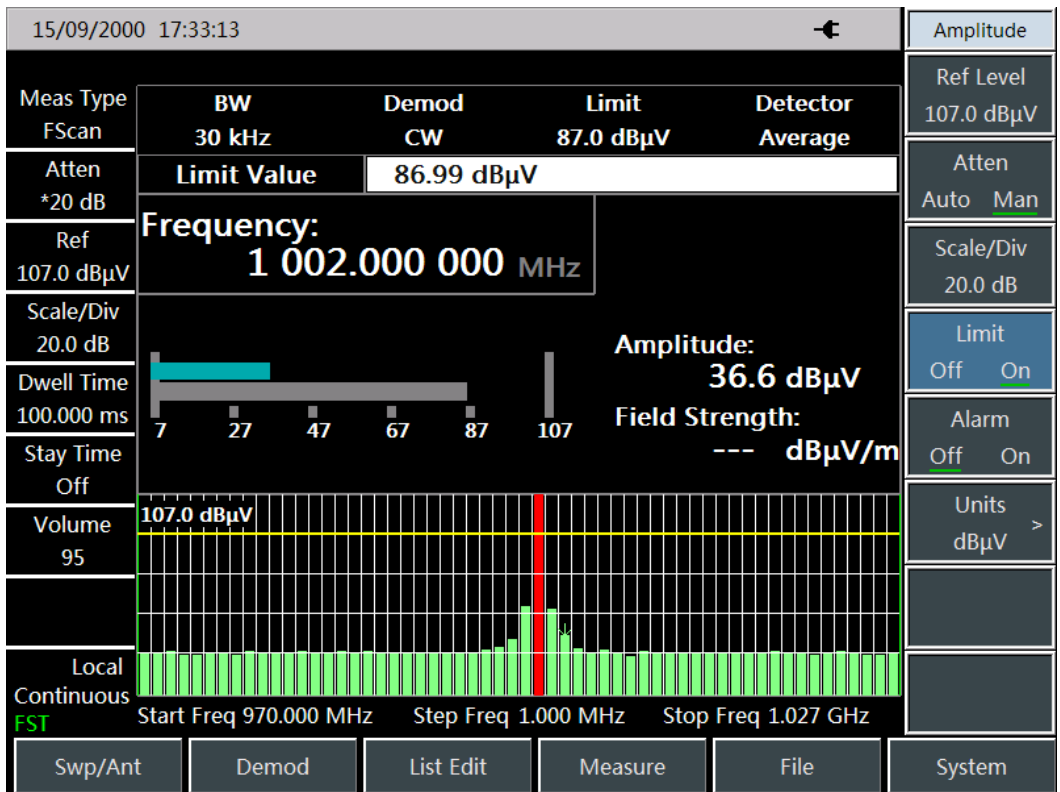 15/09/2000 17:33:13
Amplitude
Meas Type
FScan
Atten
*20 dB
Ref
107.0 dBµV
Scale/Div
20.0 dB
Dwell Time
100.000 ms
Stay Time
Off
Volume
95
Local
Continuous
FST
BW Demod Limit Detector
30 kHz CW 87.0 dBµV Average
Limit Value 86.99 dBµV
Frequency:
1 002.000 000 MHz
7 27 47 67 87 107
Amplitude:
36.6 dBµV
Field Strength:
--- dBµV/m
107.0 dBµV
Start Freq 970.000 MHz Step Freq 1.000 MHz Stop Freq 1.027 GHz
Ref Level
107.0 dBµV
Atten
Auto Man
Scale/Div
20.0 dB
Limit
Off On
Alarm
Off On
Units
dBµV >
Swp/Ant Demod List Edit Measure File System